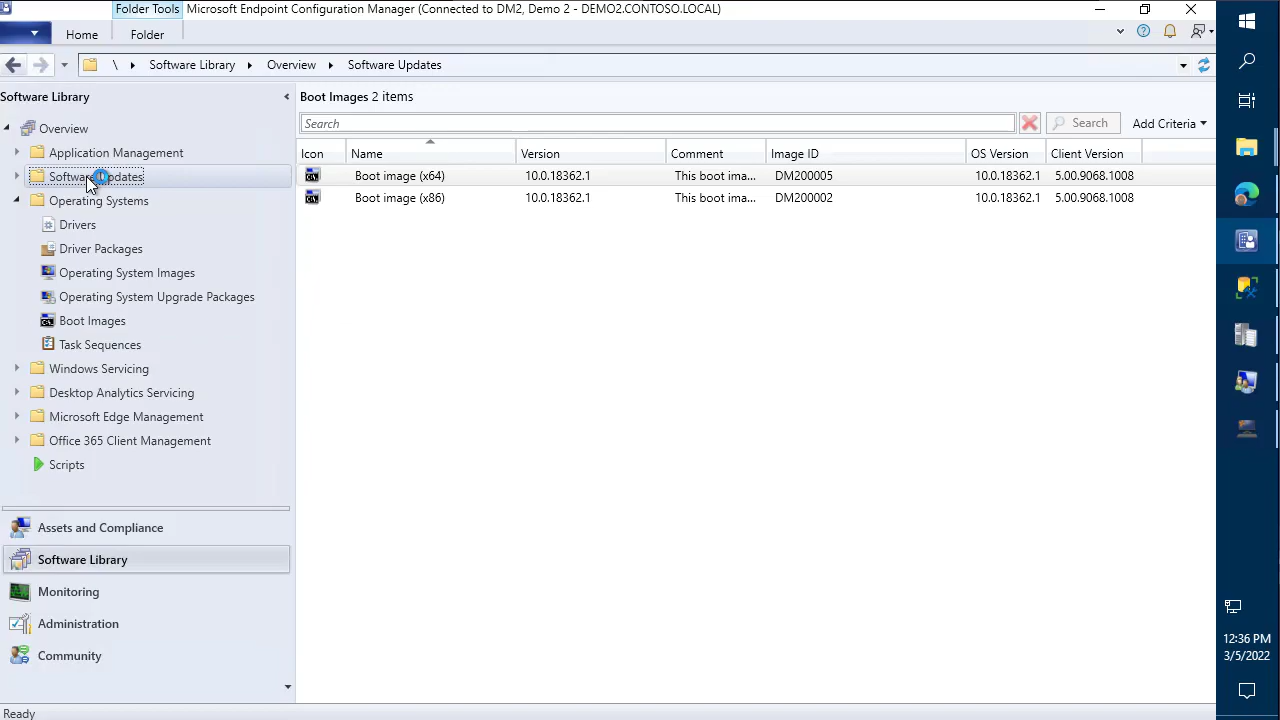 Folder Tools
Microsoft Endpoint Configuration Manager (Connected to DM2, Demo 2 - DEMO2.CONTOSO.LOCAL)
Home
Folder
\ Software Library Overview Software Updates
Software Library
Overview
Application Management
Software Updates
Operating Systems
Drivers
Driver Packages
Operating System Images
Operating System Upgrade Packages
Boot Images
Task Sequences
Windows Servicing
Desktop Analytics Servicing
Microsoft Edge Management
Office 365 Client Management
Scripts
Assets and Compliance
Software Library
Monitoring
Administration
Community
Ready
Boot Images 2 items
Search
Search
Add Criteria
Icon Name Version Comment Image ID OS Version Client Version
Boot image (x64) 10.0.18362.1 This boot ima... DM200005 10.0.18362.1 5.00.9068.1008
Boot image (x86) 10.0.18362.1 This boot ima... DM200002 10.0.18362.1 5.00.9068.1008
12:36 PM
3/5/2022